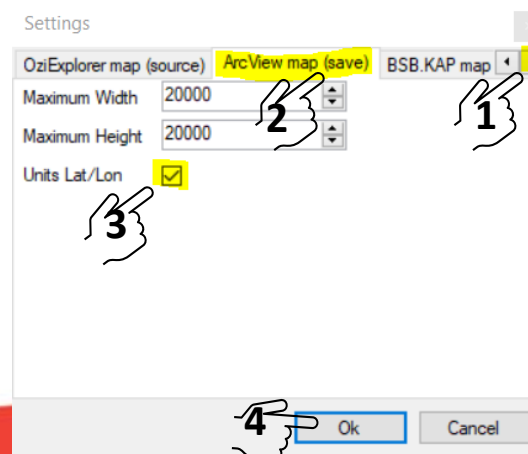 Settings
OziExplorer map (source) ArcView map (save) BSB.KAP map
Maximum Width 20000
2
1
Maximum Height 20000
Units Lat/Lon
3
4
Ok Cancel